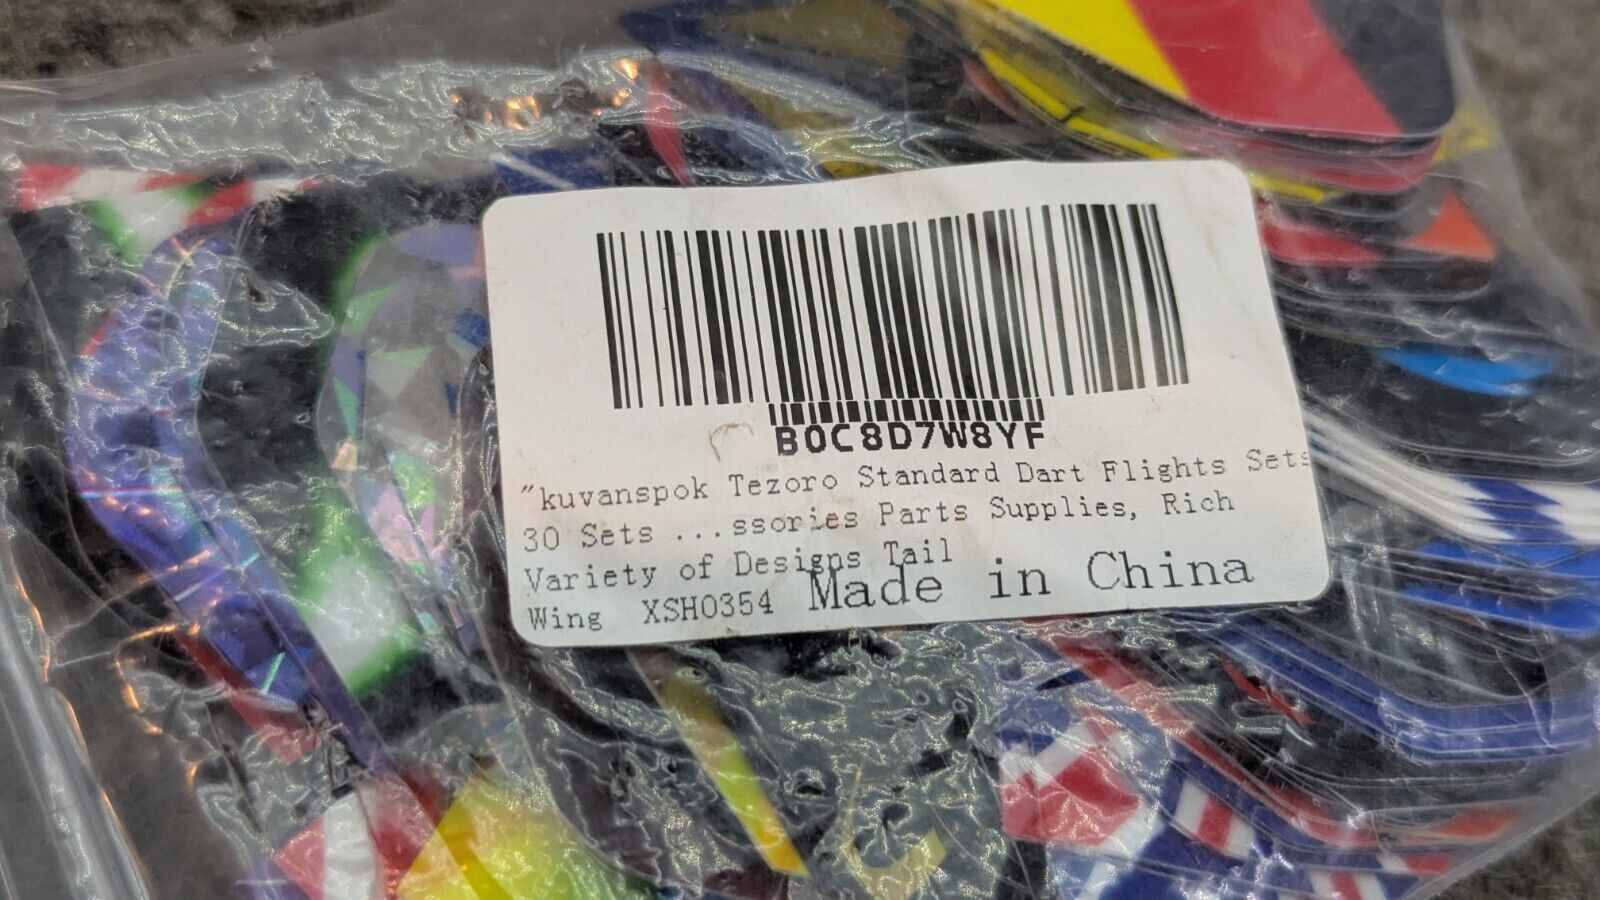 B0C8D7W8YF
"kuvanspok Tezoro Standard Dart Flights Sets
30 Sets ...ssories Parts Supplies, Rich
Variety of Designs Tail
Wing XSH0354 Made in China